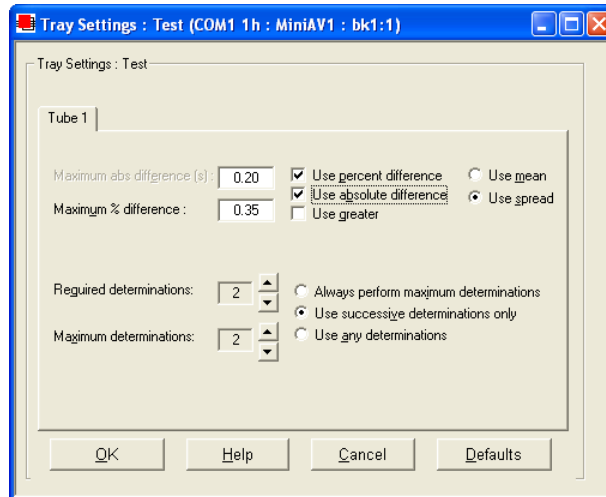 Tray Settings : Test (COM1 1h : MiniAV1 : bk1:1)
Tray Settings : Test
Tube 1
Maximum abs difference (s) : 0.20 Use percent difference Use mean
Use absolute difference Use spread
Maximum % difference : 0.35 Use greater
Required determinations: 2 Always perform maximum determinations
Use successive determinations only
Maximum determinations: 2 Use any determinations
OK Help Cancel Defaults